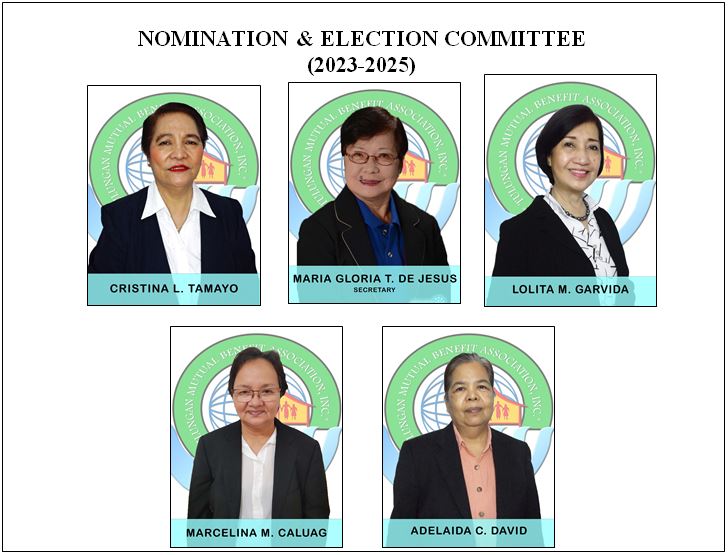 NOMINATION & ELECTION COMMITTEE
(2023-2025)
TULUNGAN MUTUAL BENEFIT ASSOCIATION, INC.
CRISTINA L. TAMAYO
TULUNGAN MUTUAL BENEFIT ASSOCIATION, INC.
MARIA GLORIA T. DE JESUS
SECRETARY
TULUNGAN MUTUAL BENEFIT ASSOCIATION, INC.
LOLITA M. GARVIDA
TULUNGAN MUTUAL BENEFIT ASSOCIATION, INC.
MARCELINA M. CALUAG
TULUNGAN MUTUAL BENEFIT ASSOCIATION, INC.
ADELAIDA C. DAVID